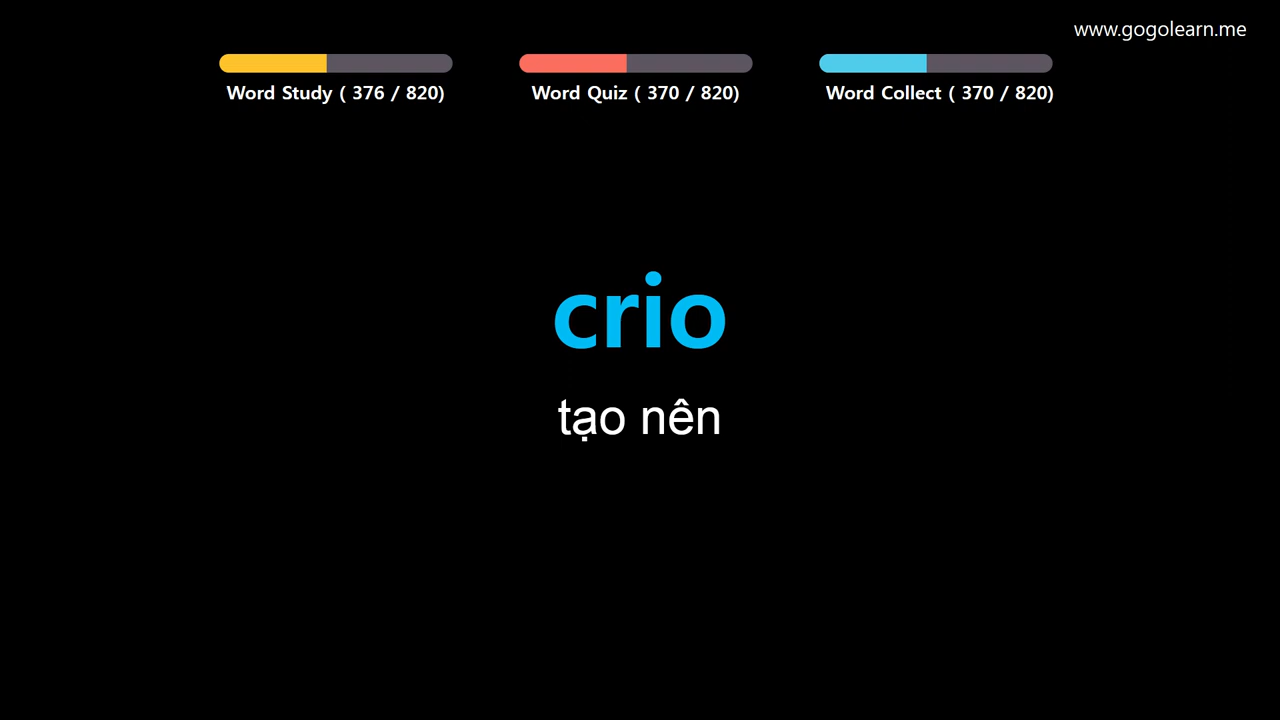 www.gogolearn.me
Word Study ( 376 / 820)
Word Quiz ( 370 / 820)
Word Collect ( 370 / 820)
crio
tạo nên